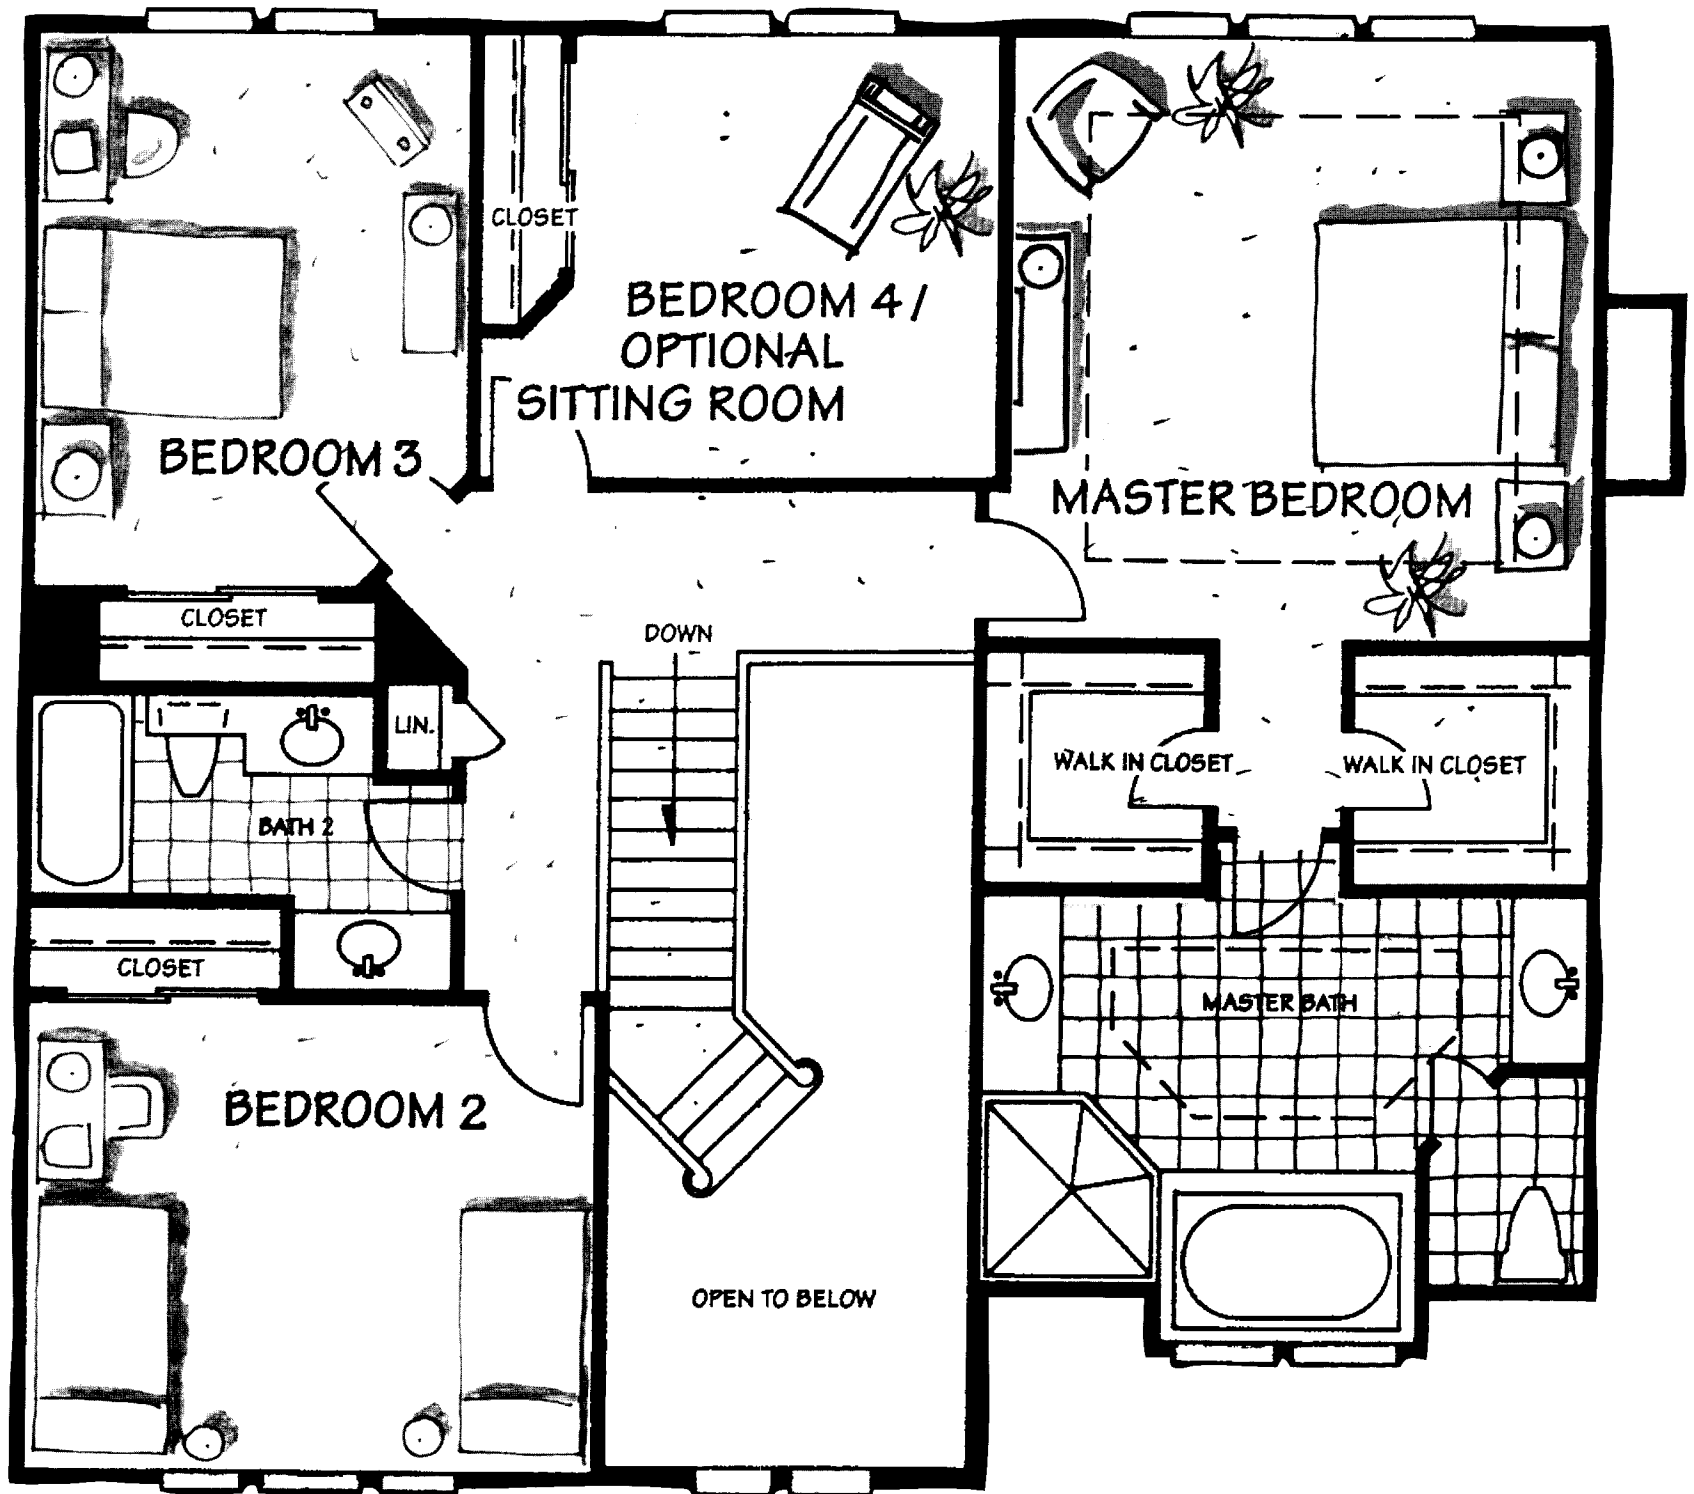 CLOSET
BEDROOM 4/
OPTIONAL
SITTING ROOM
BEDROOM 3
MASTER BEDROOM
CLOSET
DOWN
LIN.
WALK IN CLOSET
WALK IN CLOSET
BATH 2
CLOSET
MASTER BATH
BEDROOM 2
OPEN TO BELOW